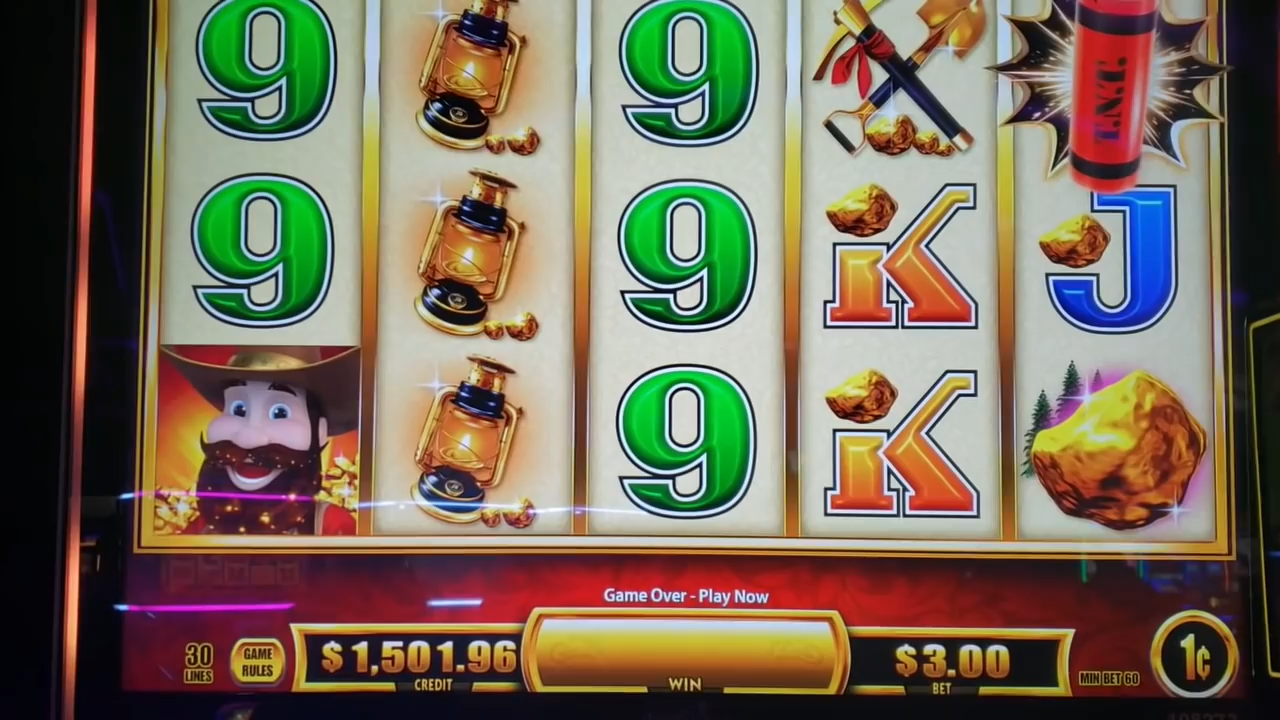 9 9 T.N.T.
9 9 K J
9 K
Game Over - Play Now
30 LINES
GAME RULES
$1,501.96
CREDIT
WIN
$3.00
BET
MIN BET 60
1¢